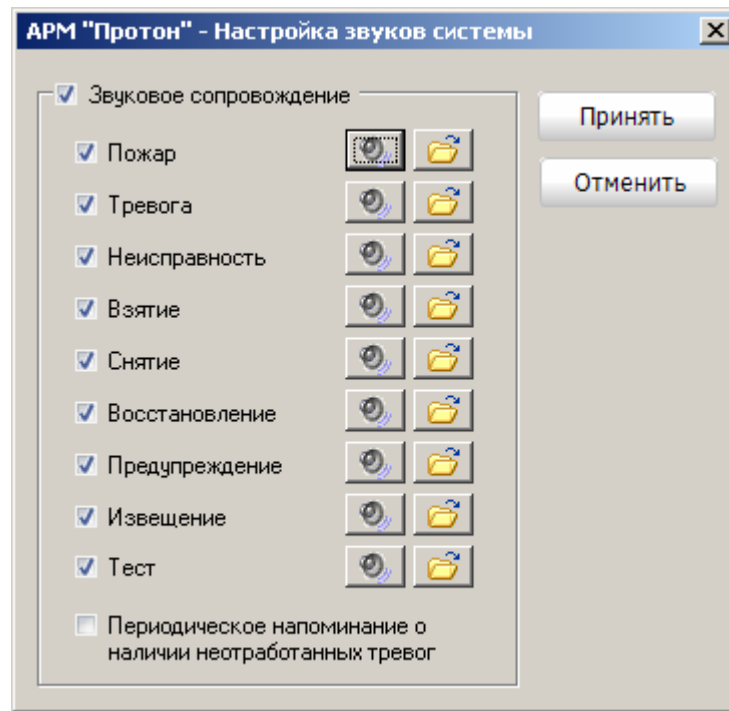 АРМ "Протон" - Настройка звуков системы
Звуковое сопровождение
Принять
Отменить
Пожар
Тревога
Неисправность
Взятие
Снятие
Восстановление
Предупреждение
Извещение
Тест
Периодическое напоминание о
наличии неотработанных тревог